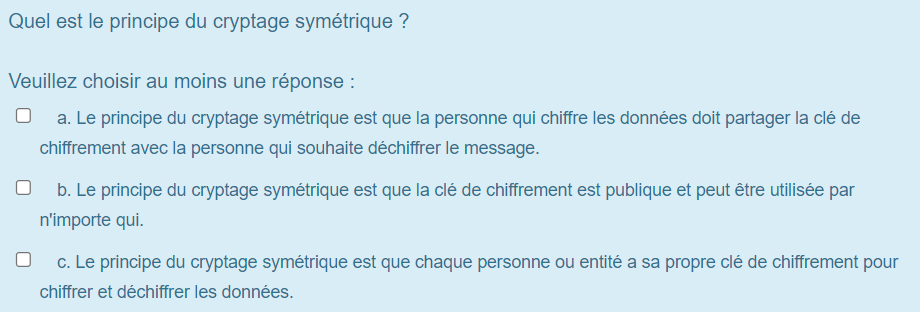 Quel est le principe du cryptage symétrique ?
Veuillez choisir au moins une réponse :
a. Le principe du cryptage symétrique est que la personne qui chiffre les données doit partager la clé de
chiffrement avec la personne qui souhaite déchiffrer le message.
b. Le principe du cryptage symétrique est que la clé de chiffrement est publique et peut être utilisée par
n'importe qui.
c. Le principe du cryptage symétrique est que chaque personne ou entité a sa propre clé de chiffrement pour
chiffrer et déchiffrer les données.